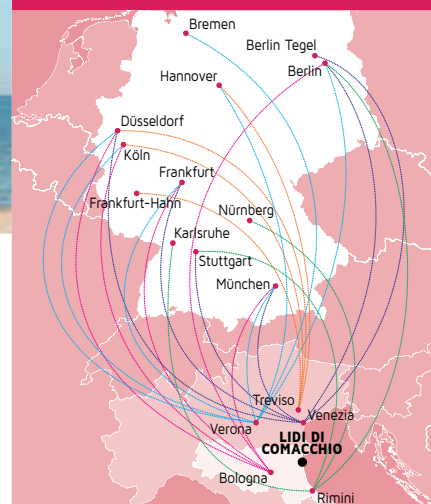 Bremen
Berlin Tegel
Berlin
Hannover
Düsseldorf
Köln
Frankfurt
Frankfurt-Hahn
Nürnberg
Karlsruhe
Stuttgart
München
Treviso
Venezia
Verona
LIDI DI
COMACCHIO
Bologna
Rimini